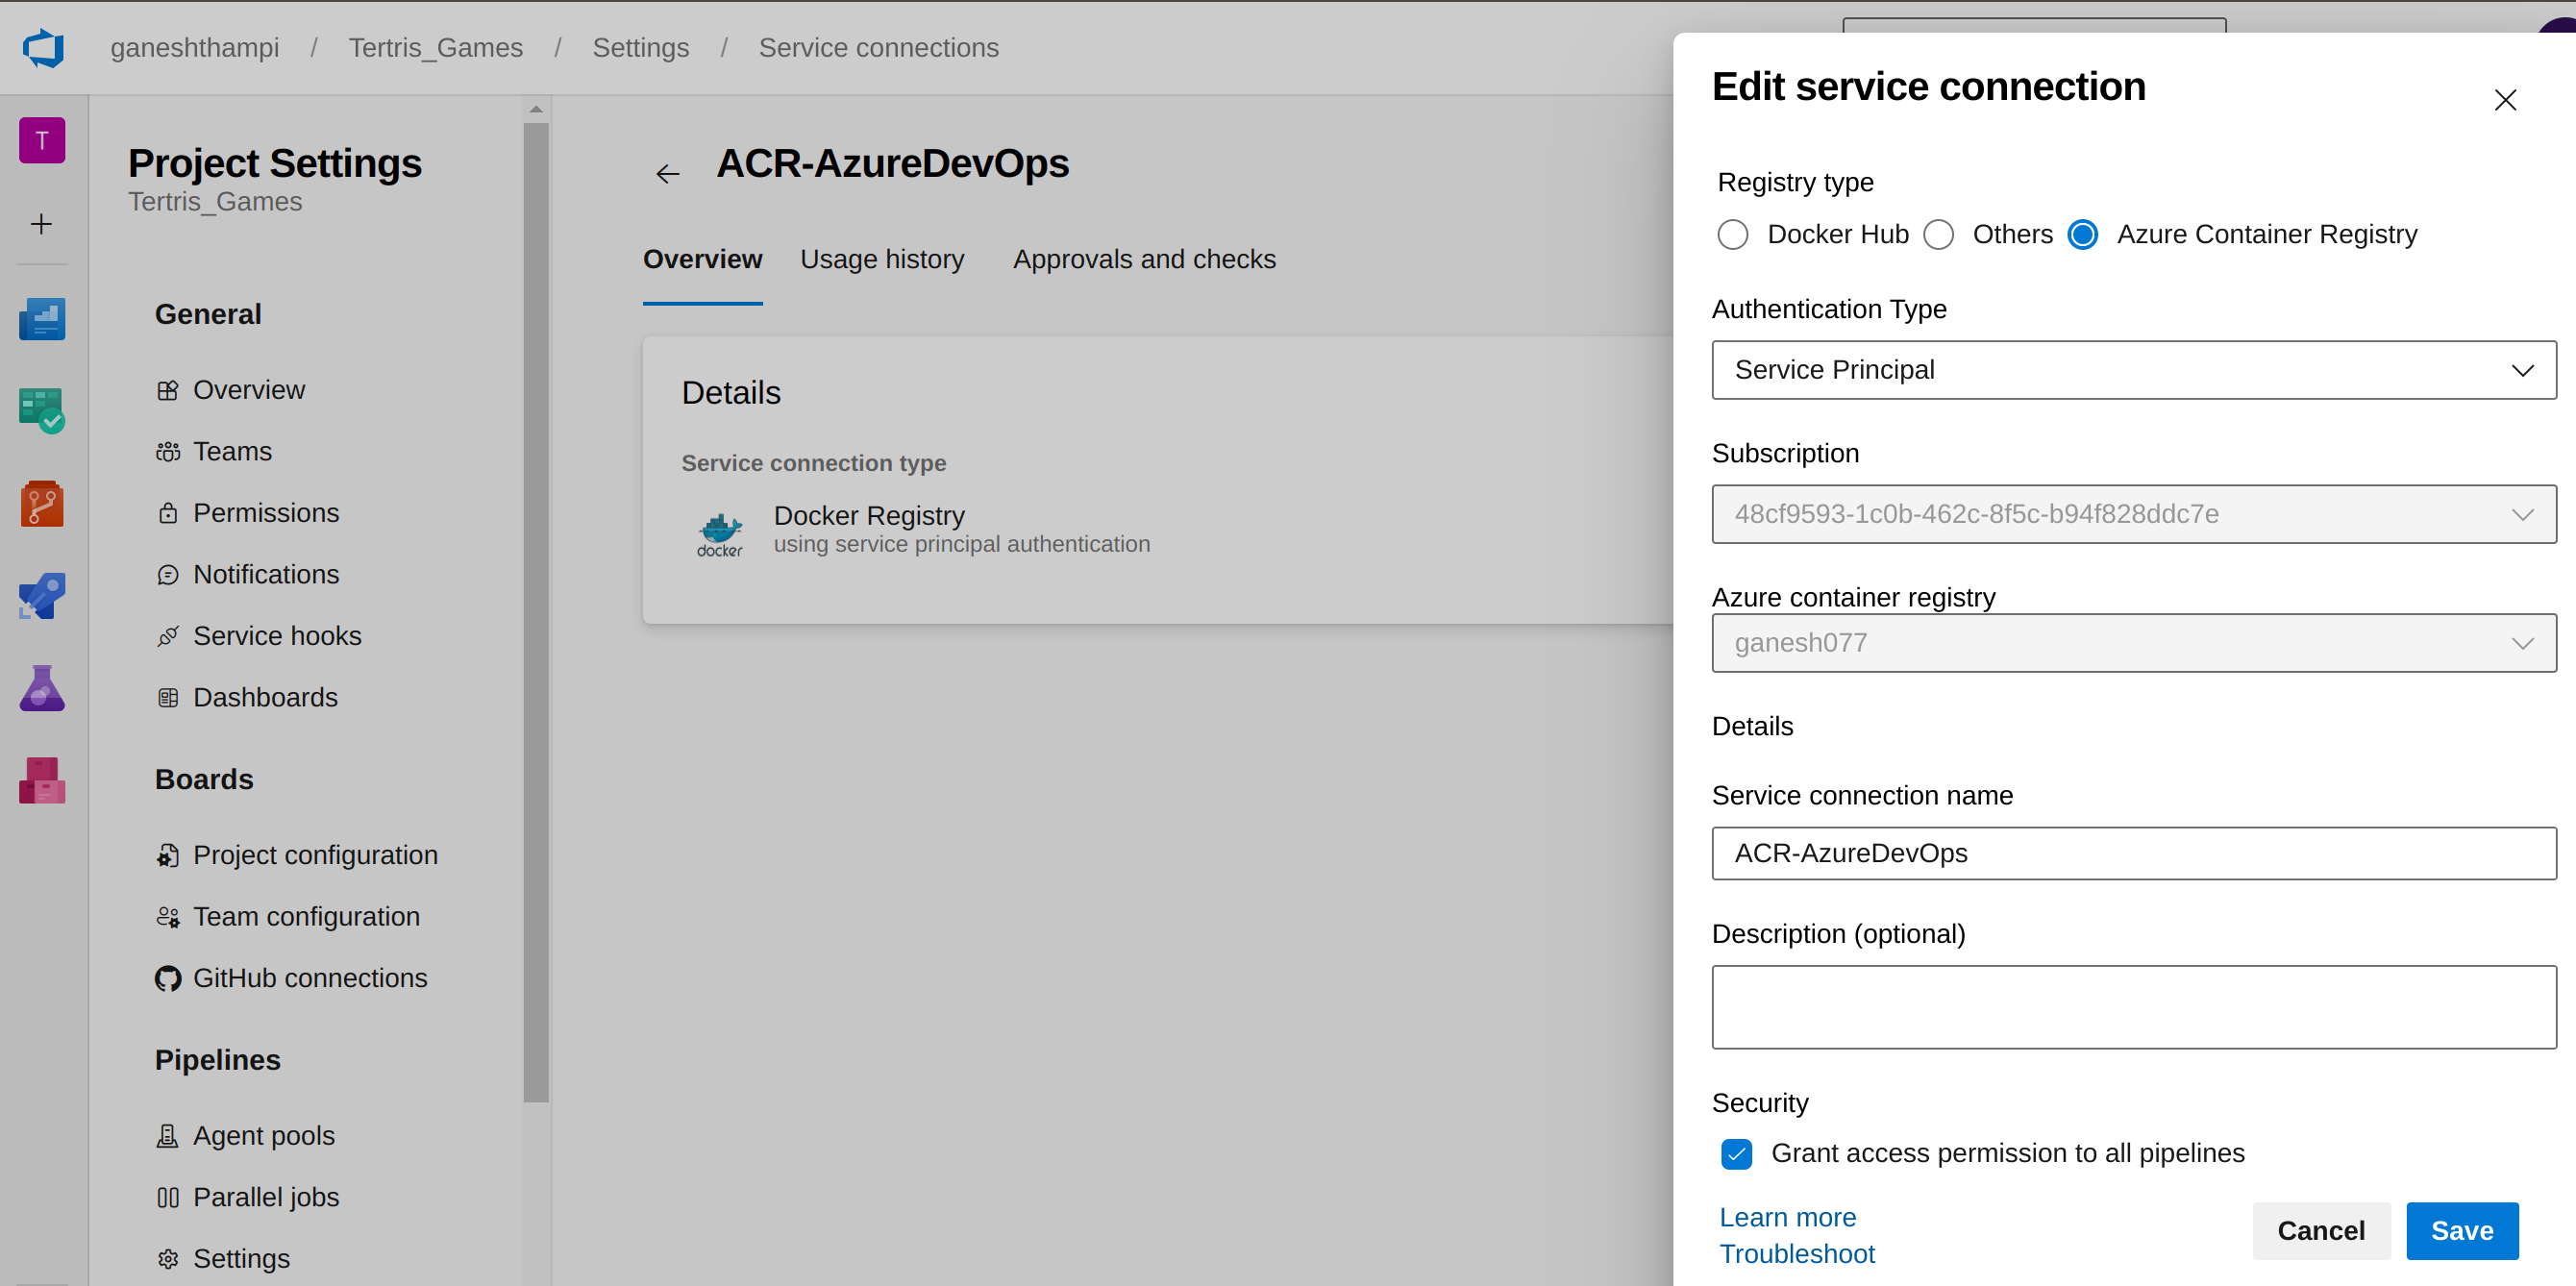 ganeshthampi / Tertris_Games / Settings / Service connections
T
Project Settings
Tertris_Games
General
Overview
Teams
Permissions
Notifications
Service hooks
Dashboards
Boards
Project configuration
Team configuration
GitHub connections
Pipelines
Agent pools
Parallel jobs
Settings
ACR-AzureDevOps
Overview Usage history Approvals and checks
Details
Service connection type
docker
Docker Registry
using service principal authentication
Edit service connection
Registry type
Docker Hub Others Azure Container Registry
Authentication Type
Service Principal
Subscription
48cf9593-1c0b-462c-8f5c-b94f828ddc7e
Azure container registry
ganesh077
Details
Service connection name
ACR-AzureDevOps
Description (optional)
Security
Grant access permission to all pipelines
Learn more
Troubleshoot
Cancel Save